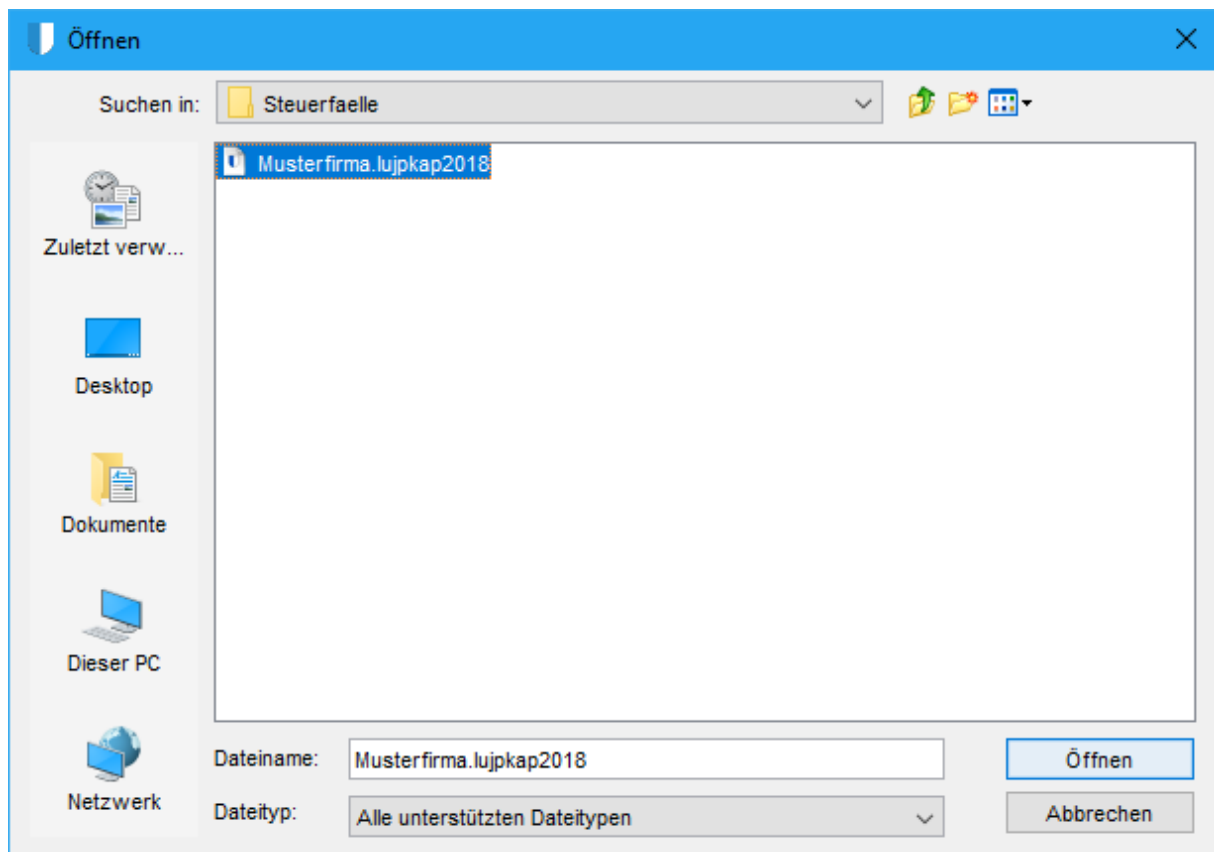 Öffnen
Suchen in:
Steuerfaelle
Musterfirma.lujpkap2018
Zuletzt verw...
Desktop
Dokumente
Dieser PC
Netzwerk
Dateiname:
Musterfirma.lujpkap2018
Öffnen
Dateityp:
Alle unterstützten Dateitypen
Abbrechen